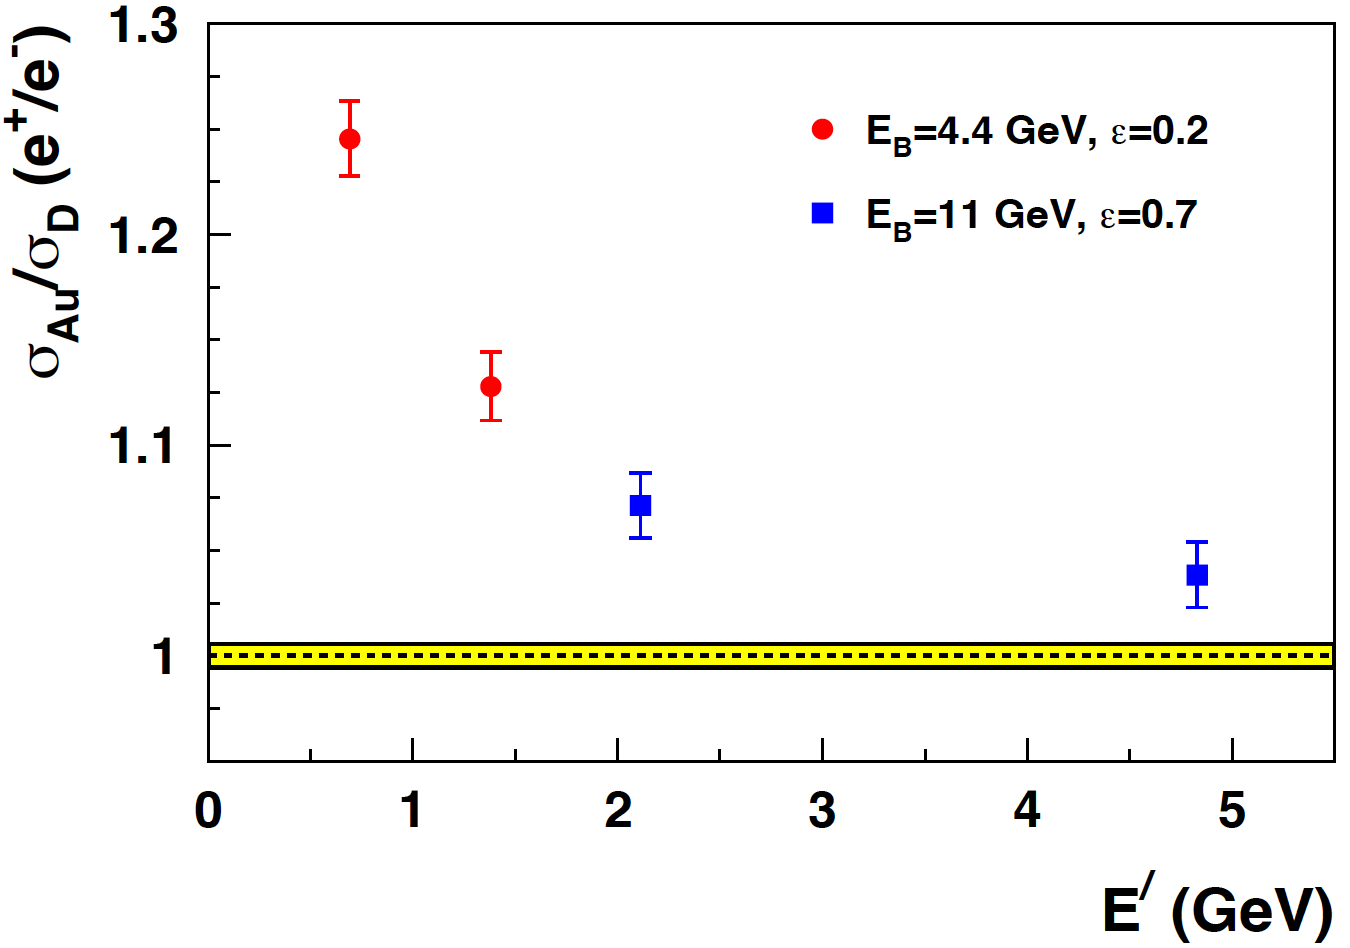 σAu/σD (e+/e-)
1.3
1.2
1.1
1
EB=4.4 GeV, ε=0.2
EB=11 GeV, ε=0.7
0 1 2 3 4 5
E/ (GeV)